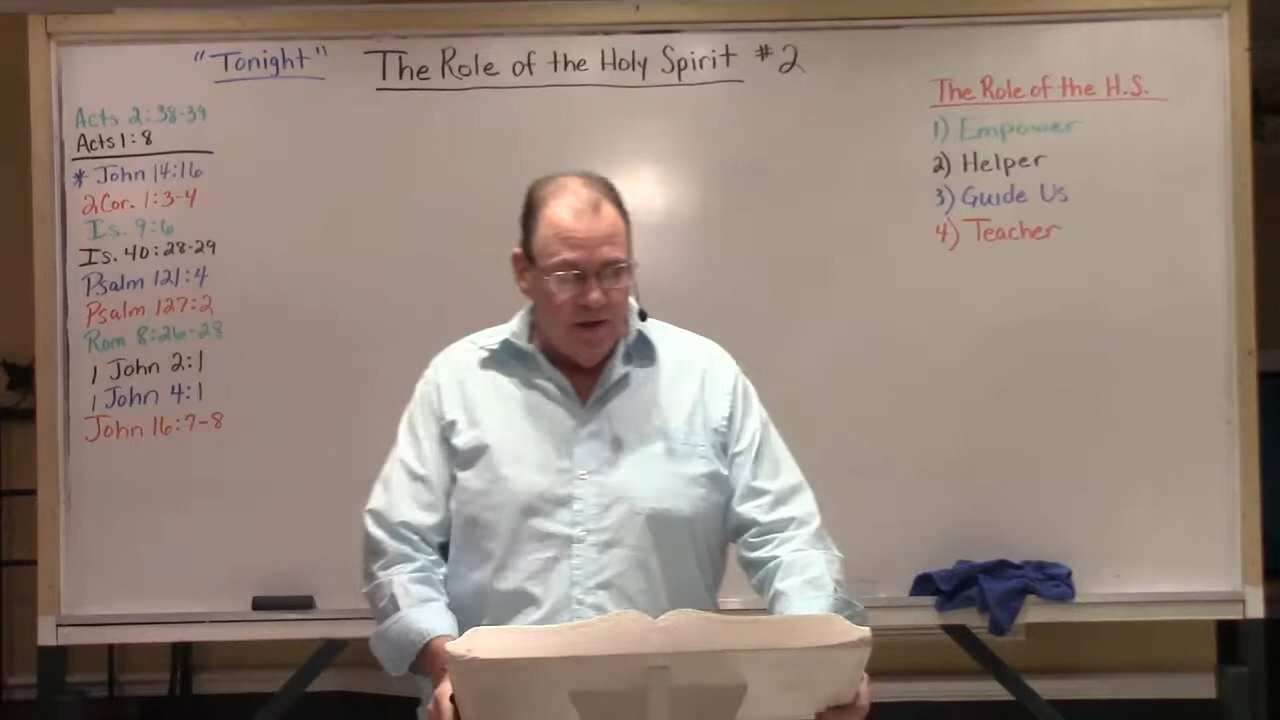 "Tonight" The Role of the Holy Spirit #2
Acts 2:38-39
Acts 1:8
* John 14:16
2 Cor. 1:3-4
Is. 9:6
Is. 40:28-29
Psalm 121:4
Psalm 127:2
Rom 8:26-28
1 John 2:1
1 John 4:1
John 16:7-8
The Role of the H.S.
1) Empower
2) Helper
3) Guide Us
4) Teacher